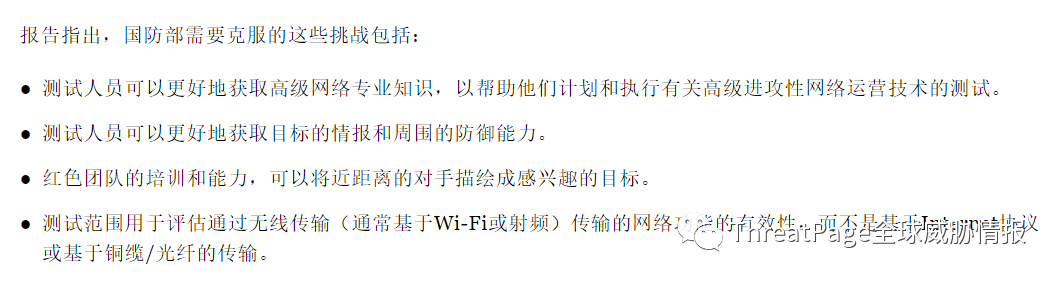 报告指出，国防部需要克服的这些挑战包括：
● 测试人员可以更好地获取高级网络专业知识，以帮助他们计划和执行有关高级进攻性网络运营技术的测试。
● 测试人员可以更好地获取目标的情报和周围的防御能力。
● 红色团队的培训和能力，可以将近距离的对手描绘成感兴趣的目标。
● 测试范围用于评估通过无线传输（通常基于Wi-Fi或射频）传输的网络的有效性，而不是基于Internet协议
或基于铜缆/光纤的传输。
ThreatPage全球威胁情报